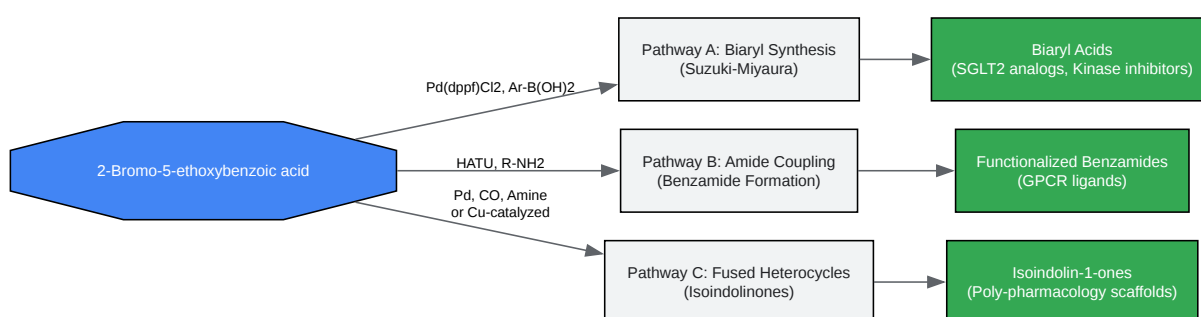 2-Bromo-5-ethoxybenzoic acid
Pd(dppf)Cl2, Ar-B(OH)2
Pathway A: Biaryl Synthesis
(Suzuki-Miyaura)
Biaryl Acids
(SGLT2 analogs, Kinase inhibitors)
HATU, R-NH2
Pathway B: Amide Coupling
(Benzamide Formation)
Functionalized Benzamides
(GPCR ligands)
Pd, CO, Amine
or Cu-catalyzed
Pathway C: Fused Heterocycles
(Isoindolinones)
Isoindolin-1-ones
(Poly-pharmacology scaffolds)